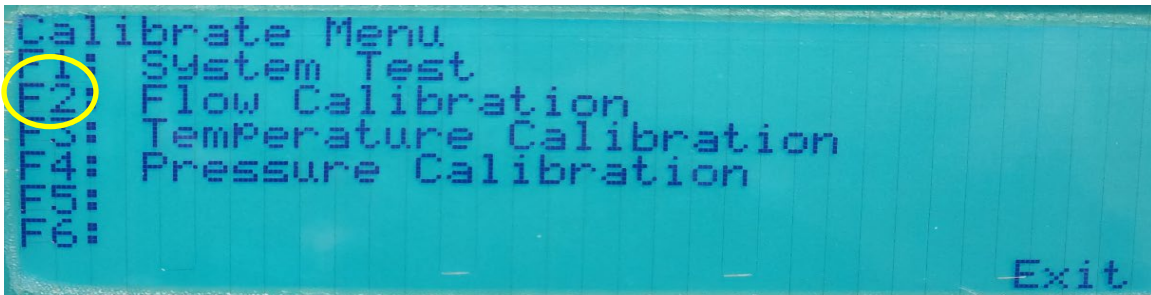 Calibrate Menu
F1: System Test
F2: Flow Calibration
F3: Temperature Calibration
F4: Pressure Calibration
F5:
F6:
Exit